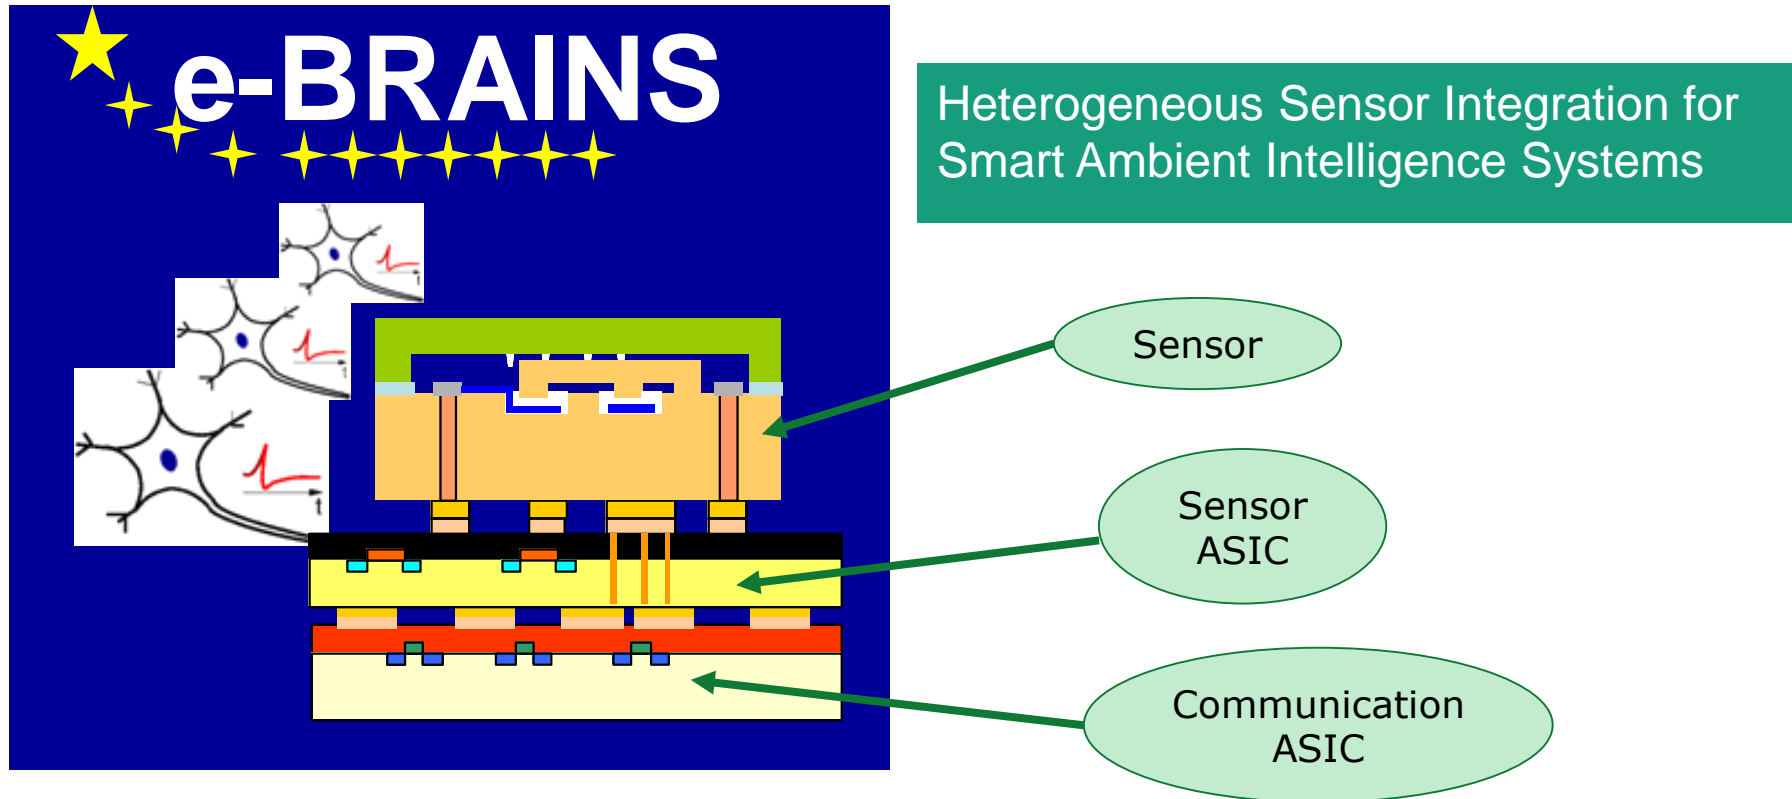 e-BRAINS
Heterogeneous Sensor Integration for
Smart Ambient Intelligence Systems
t
t
t
Sensor
Sensor
ASIC
Communication
ASIC